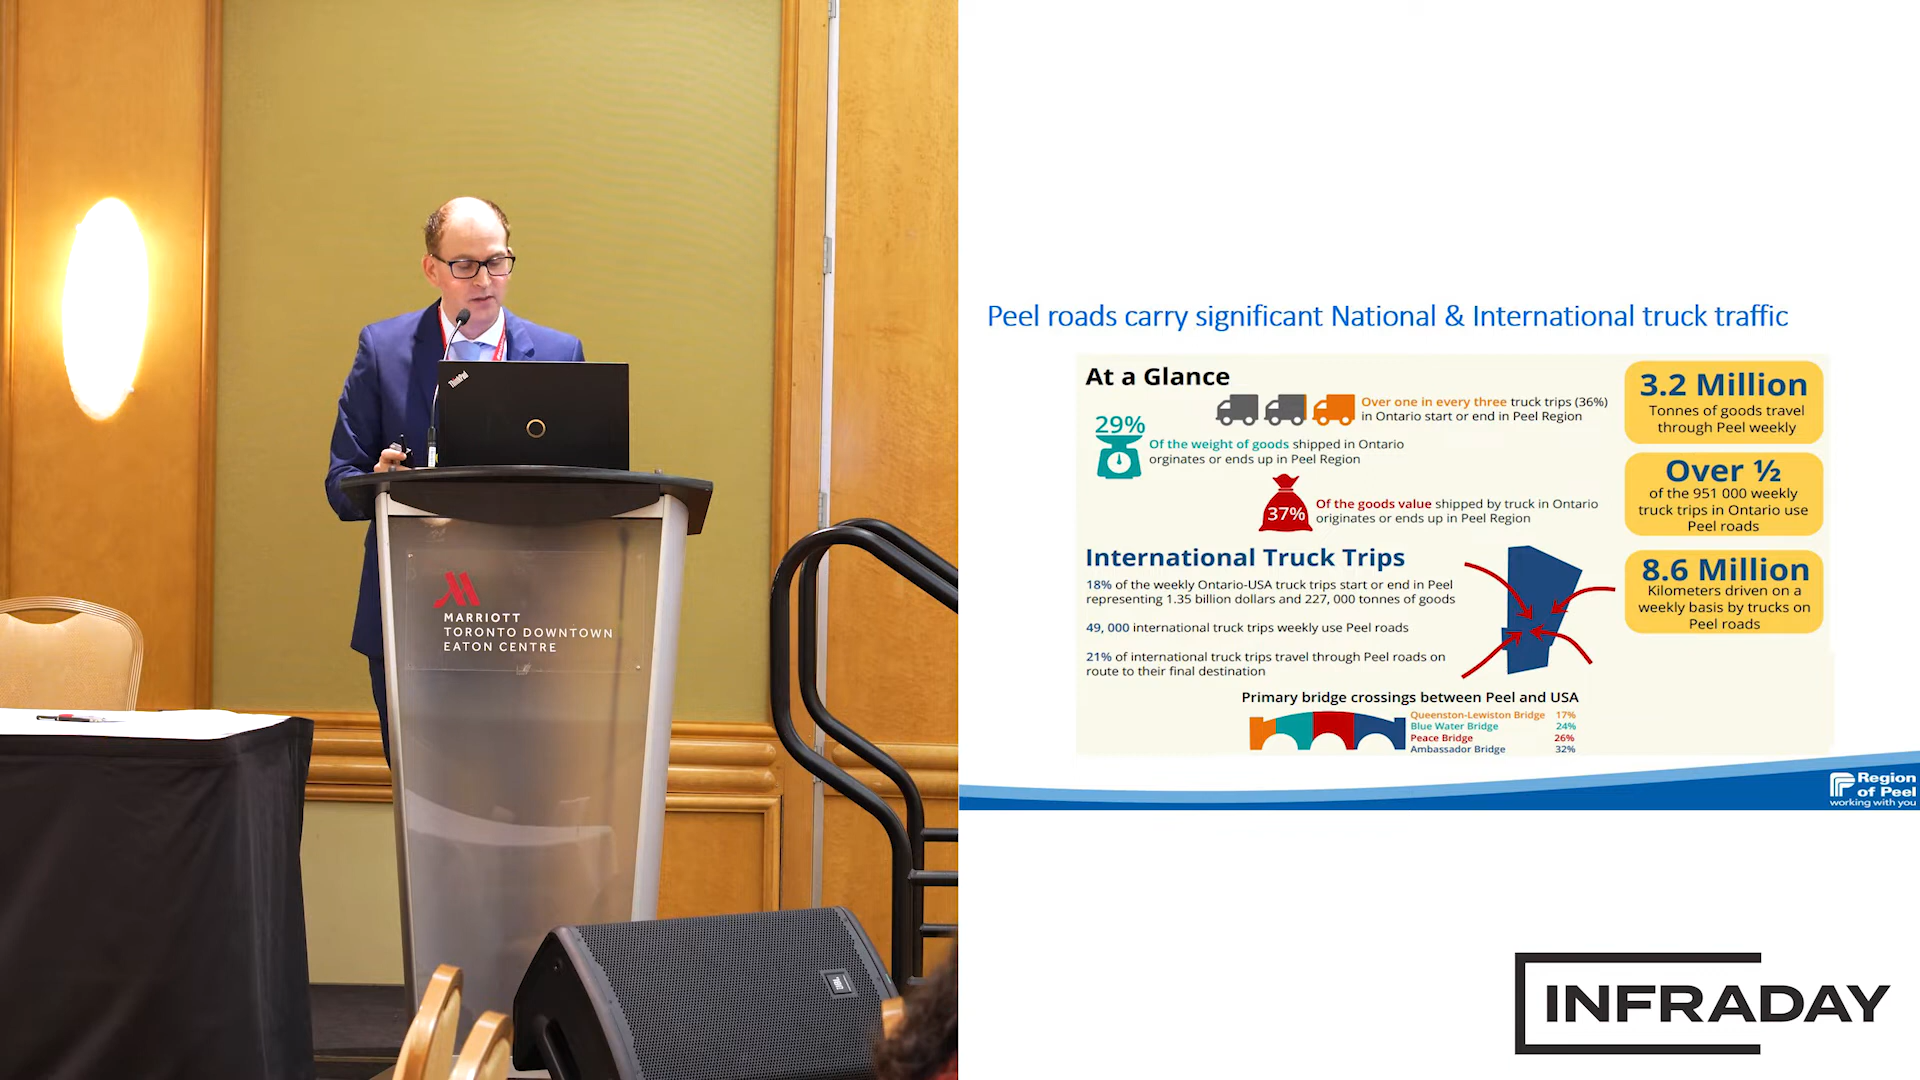 ThinkPad
MARRIOTT
TORONTO DOWNTOWN
EATON CENTRE
JBL
Peel roads carry significant National & International truck traffic
At a Glance
Over one in every three truck trips (36%)
in Ontario start or end in Peel Region
29%
Of the weight of goods shipped in Ontario
orginates or ends up in Peel Region
37%
Of the goods value shipped by truck in Ontario
originates or ends up in Peel Region
3.2 Million
Tonnes of goods travel
through Peel weekly
Over ½
of the 951 000 weekly
truck trips in Ontario use
Peel roads
8.6 Million
Kilometers driven on a
weekly basis by trucks on
Peel roads
International Truck Trips
18% of the weekly Ontario-USA truck trips start or end in Peel
representing 1.35 billion dollars and 227, 000 tonnes of goods
49, 000 international truck trips weekly use Peel roads
21% of international truck trips travel through Peel roads on
route to their final destination
Primary bridge crossings between Peel and USA
Queenston-Lewiston Bridge 17%
Blue Water Bridge 24%
Peace Bridge 26%
Ambassador Bridge 32%
Region
of Peel
working with you
INFRADAY